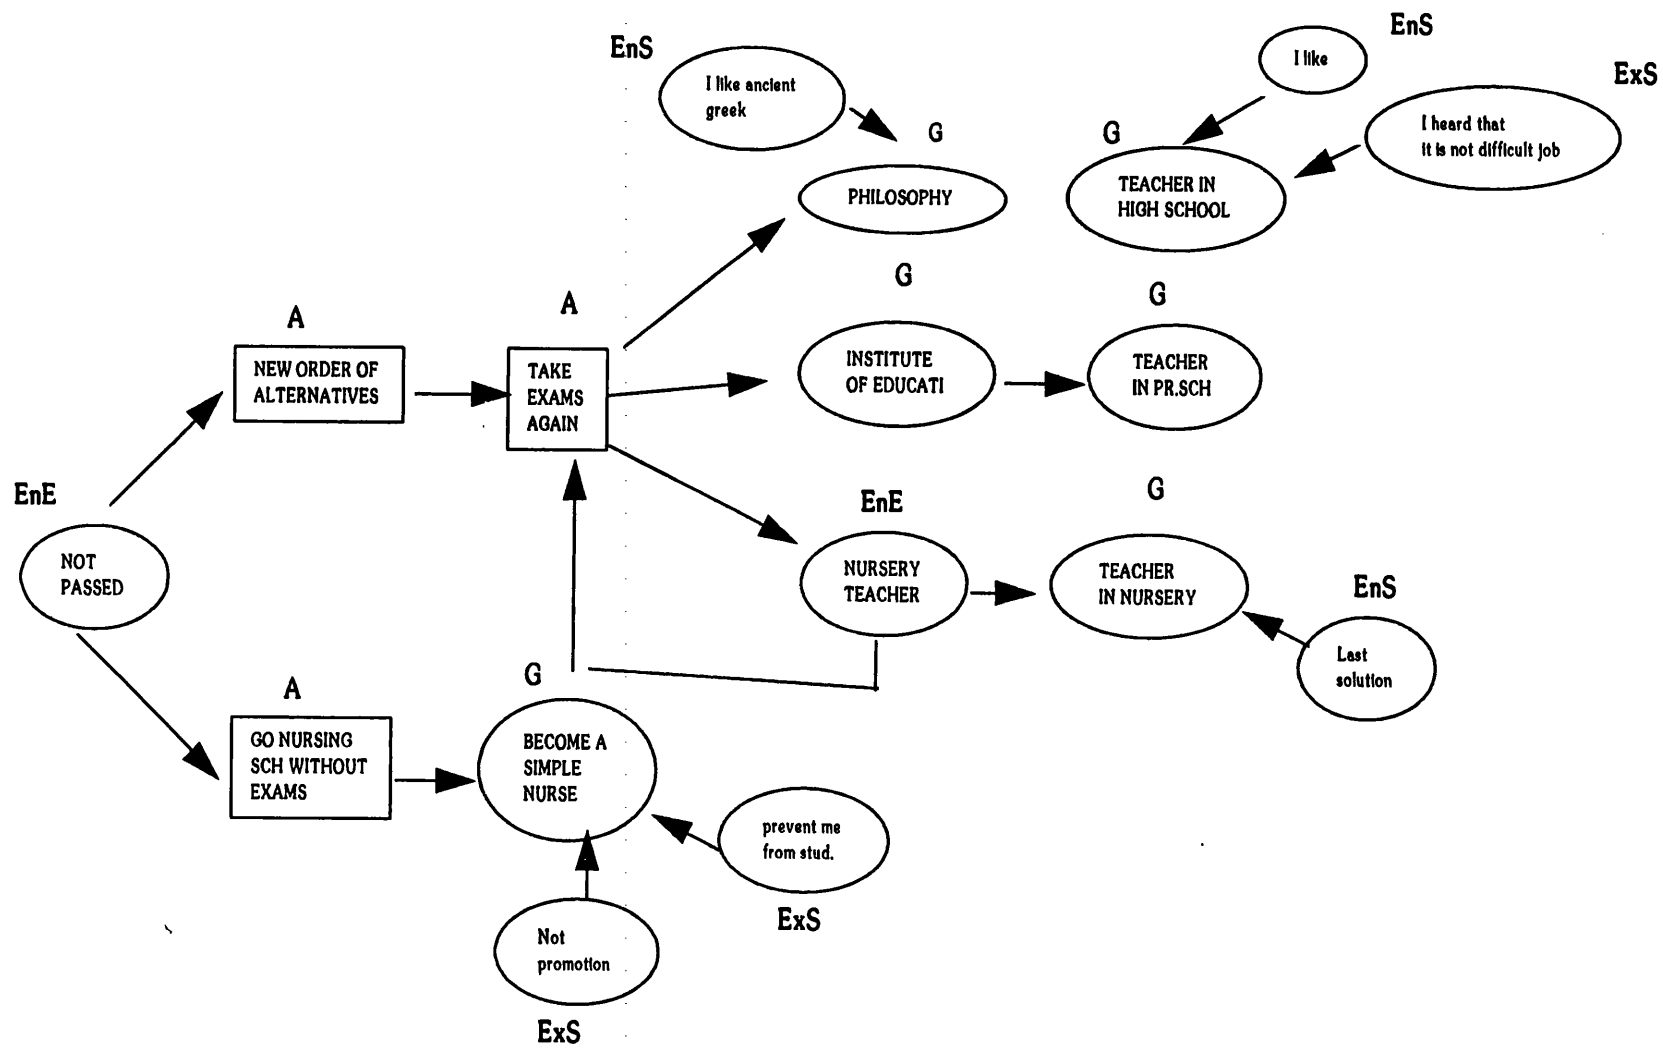 EnS
I like ancient
greek
G
PHILOSOPHY
EnS
I like
ExS
I heard that
it is not difficult job
G
TEACHER IN
HIGH SCHOOL
A
NEW ORDER OF
ALTERNATIVES
A
TAKE
EXAMS
AGAIN
G
INSTITUTE
OF EDUCATI
G
TEACHER
IN PR.SCH
EnE
NOT
PASSED
EnE
NURSERY
TEACHER
G
TEACHER
IN NURSERY
EnS
Last
solution
A
GO NURSING
SCH WITHOUT
EXAMS
G
BECOME A
SIMPLE
NURSE
prevent me
from stud.
ExS
Not
promotion
ExS